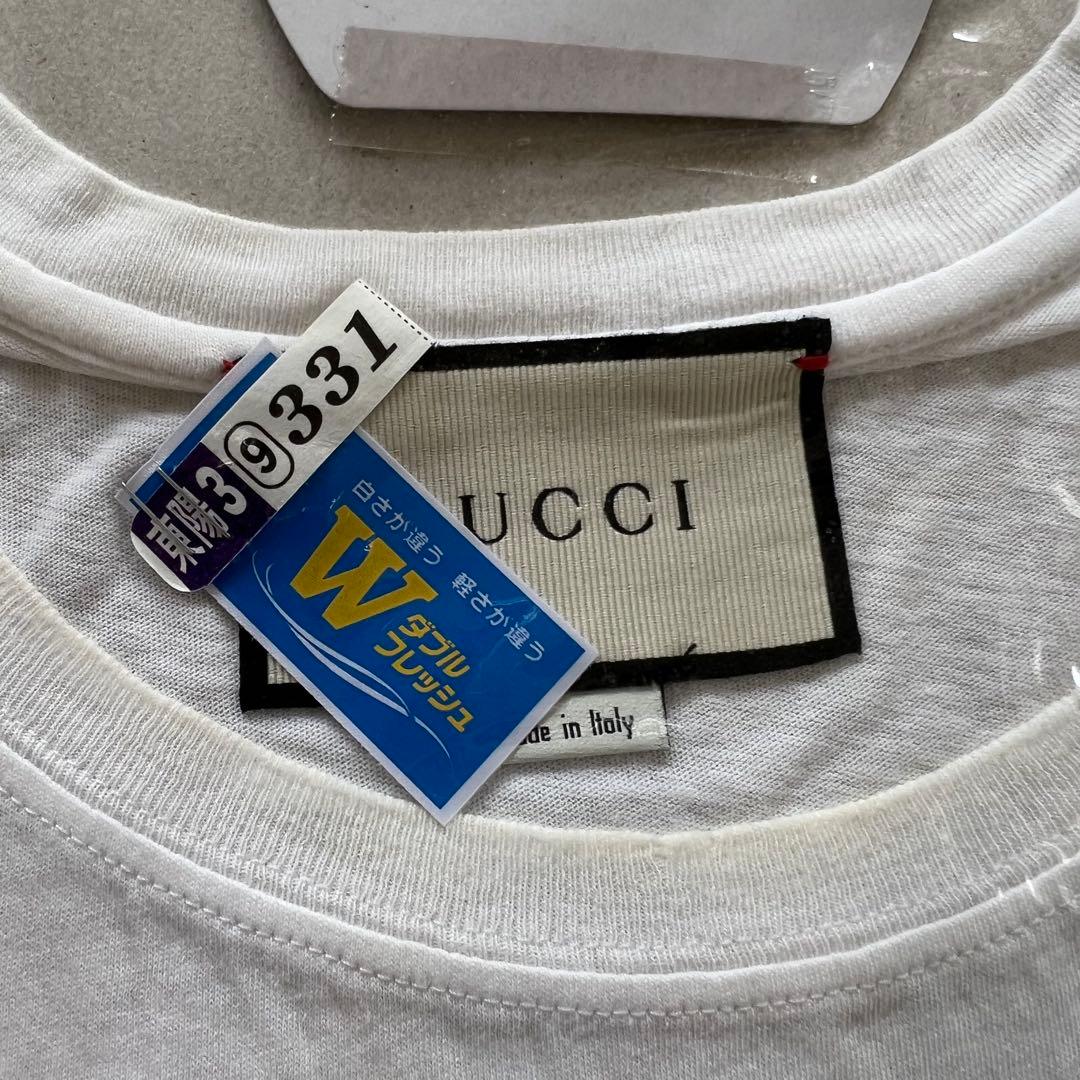 東陽3 ⑨ 331
白さが違う 軽さが違う
W
ダブル
フレッシュ
UCCI
de in Italy